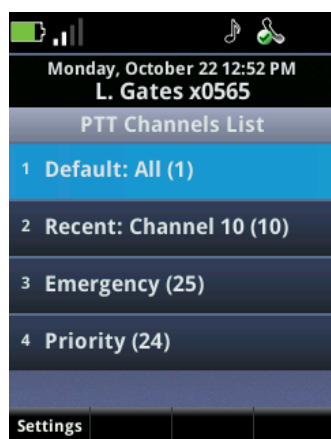 Monday, October 22 12:52 PM
L. Gates x0565
PTT Channels List
1 Default: All (1)
2 Recent: Channel 10 (10)
3 Emergency (25)
4 Priority (24)
Settings